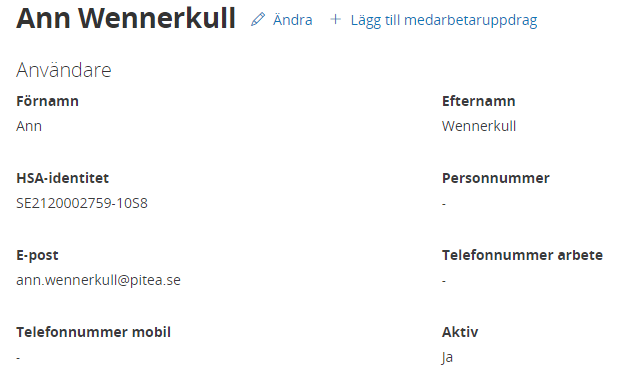 Ann Wennerkull Ändra + Lägg till medarbetaruppdrag
Användare
Förnamn Efternamn
Ann Wennerkull
HSA-identitet Personnummer
SE2120002759-10S8 -
E-post Telefonnummer arbete
ann.wennerkull@pitea.se -
Telefonnummer mobil Aktiv
- Ja